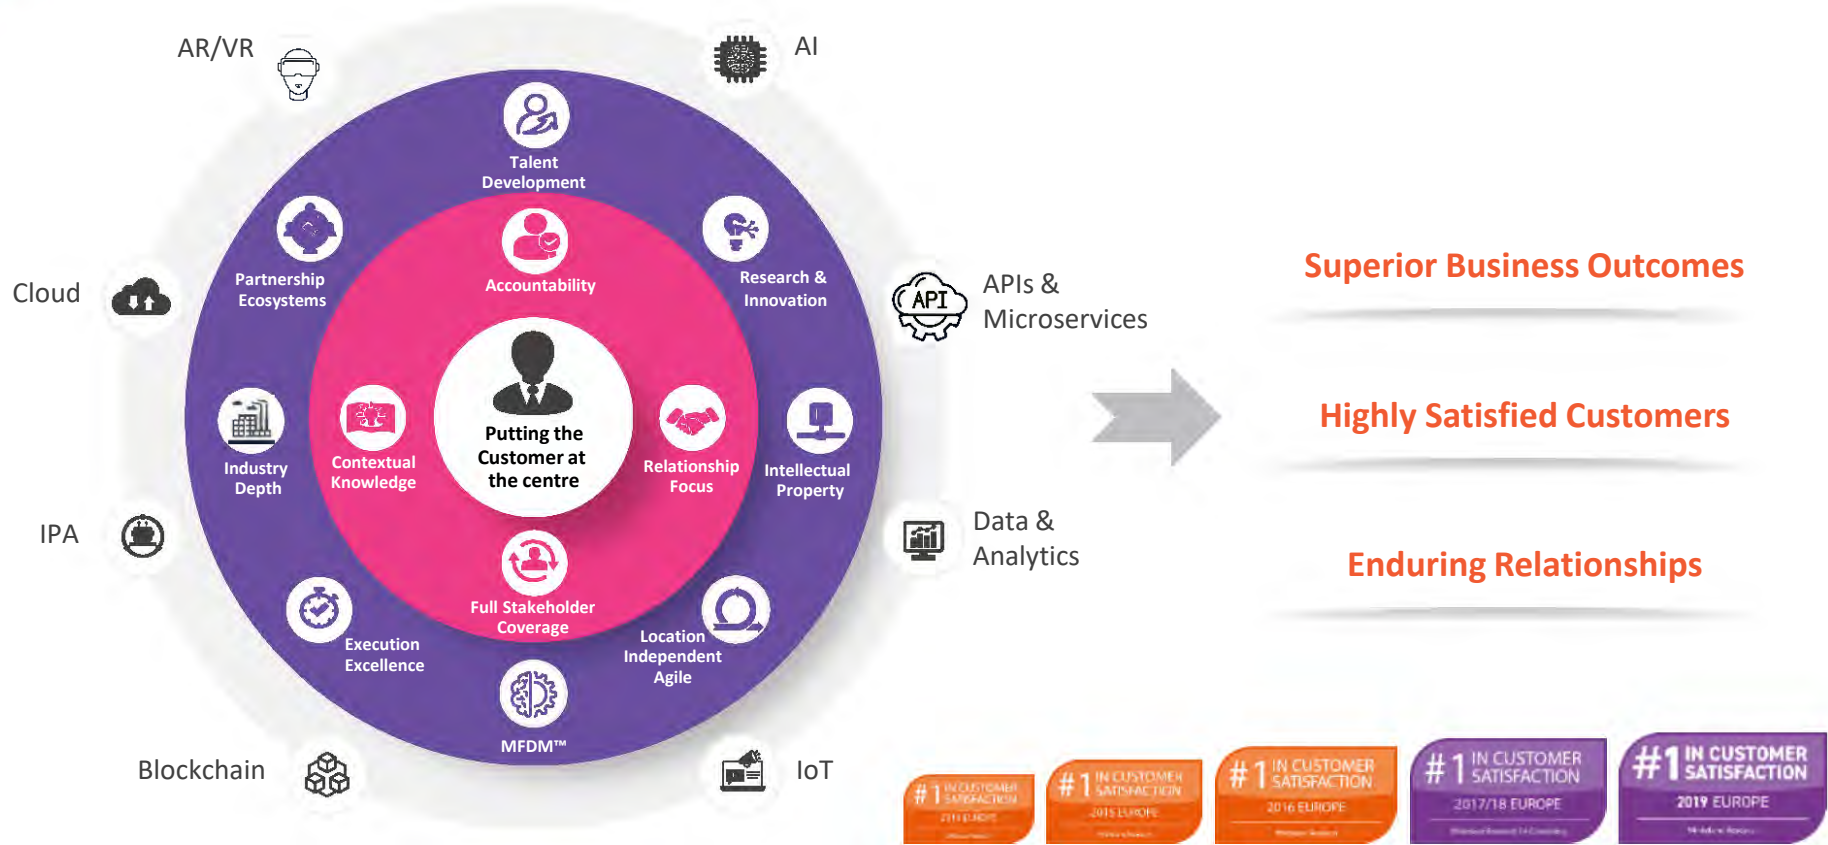 AR/VR
AI
Talent
Development
Partnership
Ecosystems
Accountability
Research &
Innovation
Cloud
API
APIs &
Microservices
Putting the
Customer at
the centre
Industry
Depth
Contextual
Knowledge
Relationship
Focus
Intellectual
Property
IPA
Data &
Analytics
Full Stakeholder
Coverage
Execution
Excellence
Location
Independent
Agile
MFDM™
Blockchain
IoT
Superior Business Outcomes
Highly Satisfied Customers
Enduring Relationships
#1 IN CUSTOMER
SATISFACTION
EUROPE
#1 IN CUSTOMER
SATISFACTION
2015 EUROPE
#1 IN CUSTOMER
SATISFACTION
2016 EUROPE
#1 IN CUSTOMER
SATISFACTION
2017/18 EUROPE
#1 IN CUSTOMER
SATISFACTION
2019 EUROPE